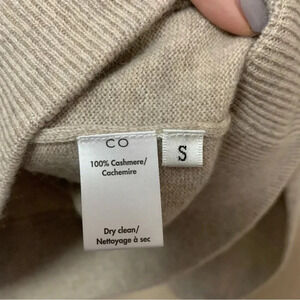 CO
100% Cashmere/
Cachemire
S
Dry clean/
Nettoyage à sec